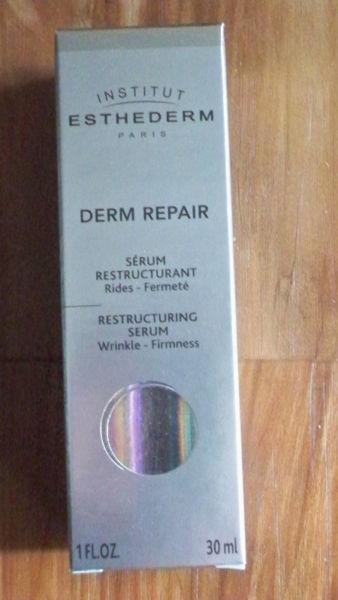 INSTITUT
ESTHEDERM
PARIS
DERM REPAIR
SÉRUM
RESTRUCTURANT
Rides - Fermeté
RESTRUCTURING
SERUM
Wrinkle - Firmness
1 FL.OZ. 30 ml